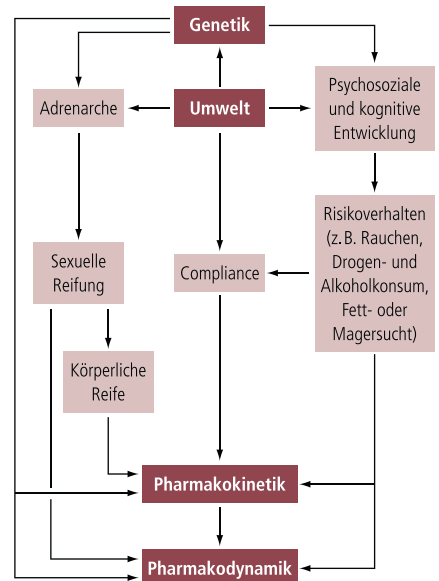 Genetik
Adrenarche
Umwelt
Psychosoziale
und kognitive
Entwicklung
Sexuelle
Reifung
Compliance
Risikoverhalten
(z. B. Rauchen,
Drogen- und
Alkoholkonsum,
Fett- oder
Magersucht)
Körperliche
Reife
Pharmakokinetik
Pharmakodynamik